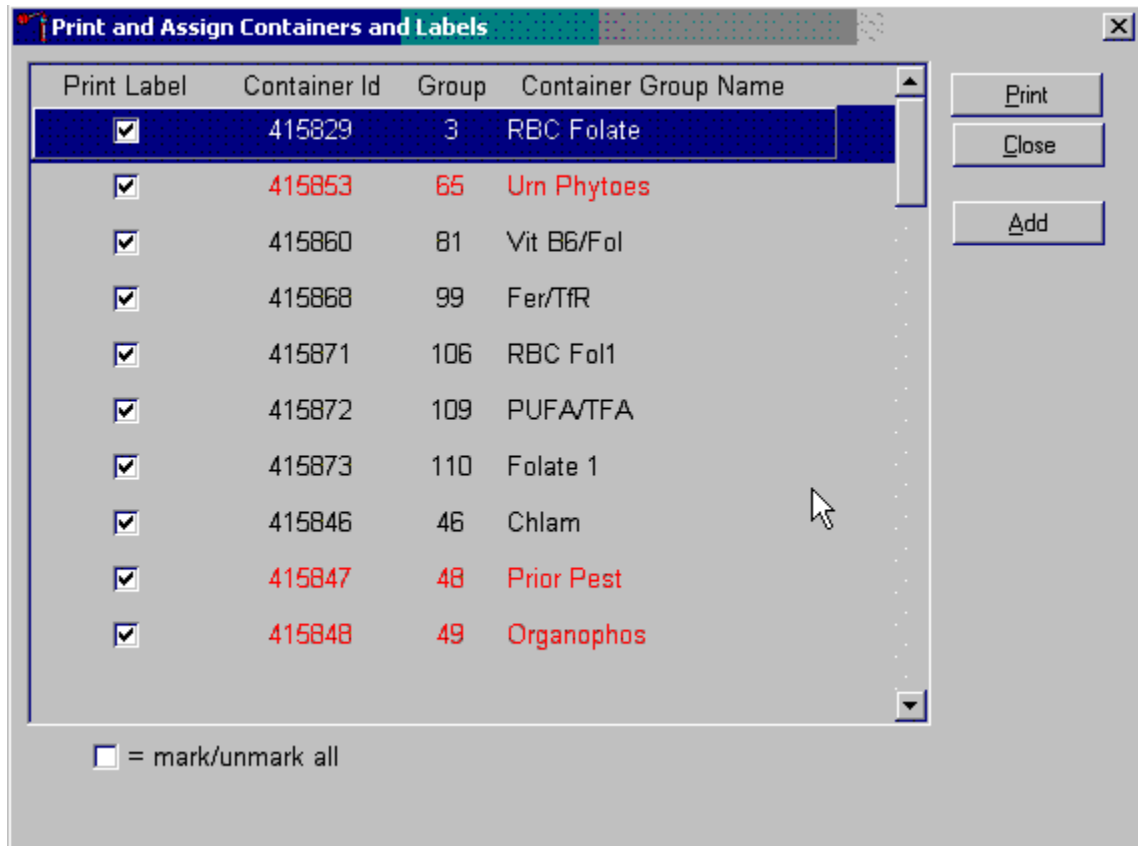 Print and Assign Containers and Labels
Print Label Container Id Group Container Group Name
415829 3 RBC Folate
415853 65 Urn Phytoes
415860 81 Vit B6/Fol
415868 99 Fer/TfR
415871 106 RBC Fol1
415872 109 PUFA/TFA
415873 110 Folate 1
415846 46 Chlam
415847 48 Prior Pest
415848 49 Organophos
= mark/unmark all
Print
Close
Add